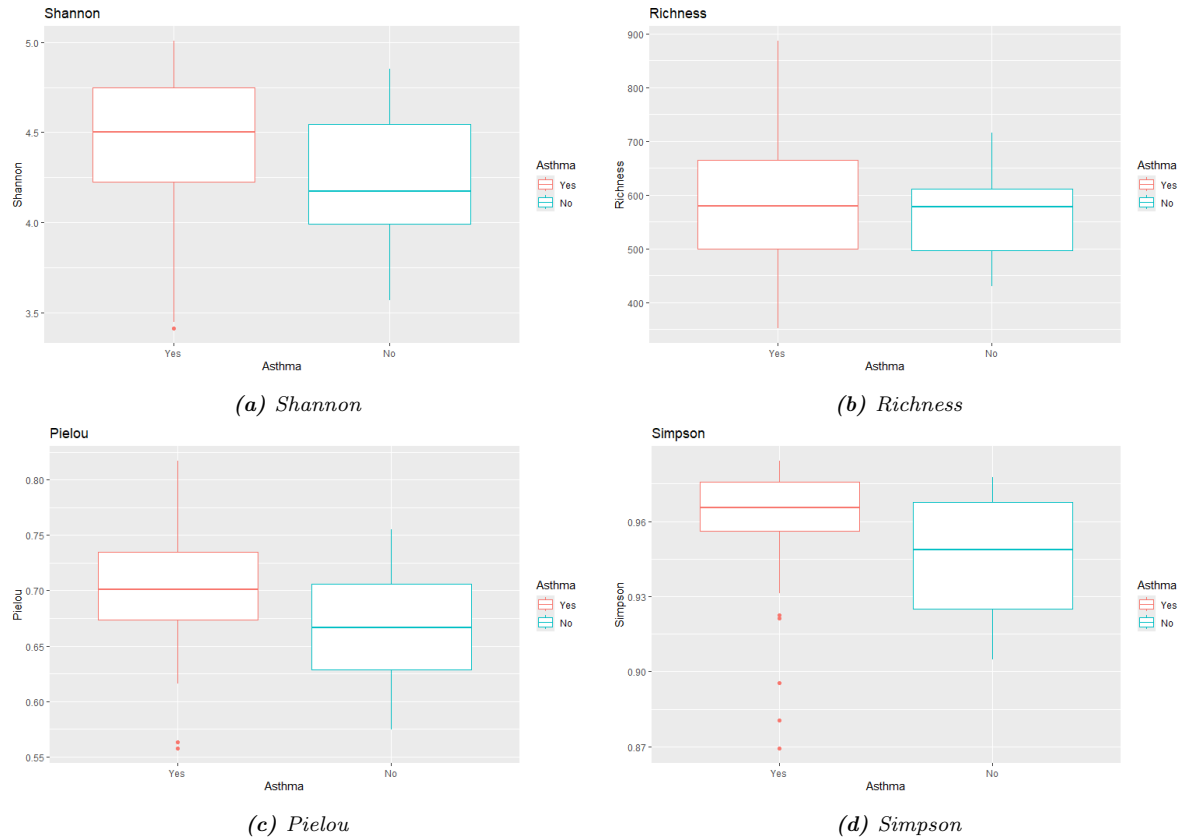 Shannon
5.0
4.5
4.0
3.5
Shannon
Yes
No
Asthma
Asthma
Yes
No
(a) Shannon
Richness
900
800
700
600
500
400
Richness
Yes
No
Asthma
Asthma
Yes
No
(b) Richness
Pielou
0.80
0.75
0.70
0.65
0.60
0.55
Pielou
Yes
No
Asthma
Asthma
Yes
No
(c) Pielou
Simpson
0.96
0.93
0.90
0.87
Simpson
Yes
No
Asthma
Asthma
Yes
No
(d) Simpson